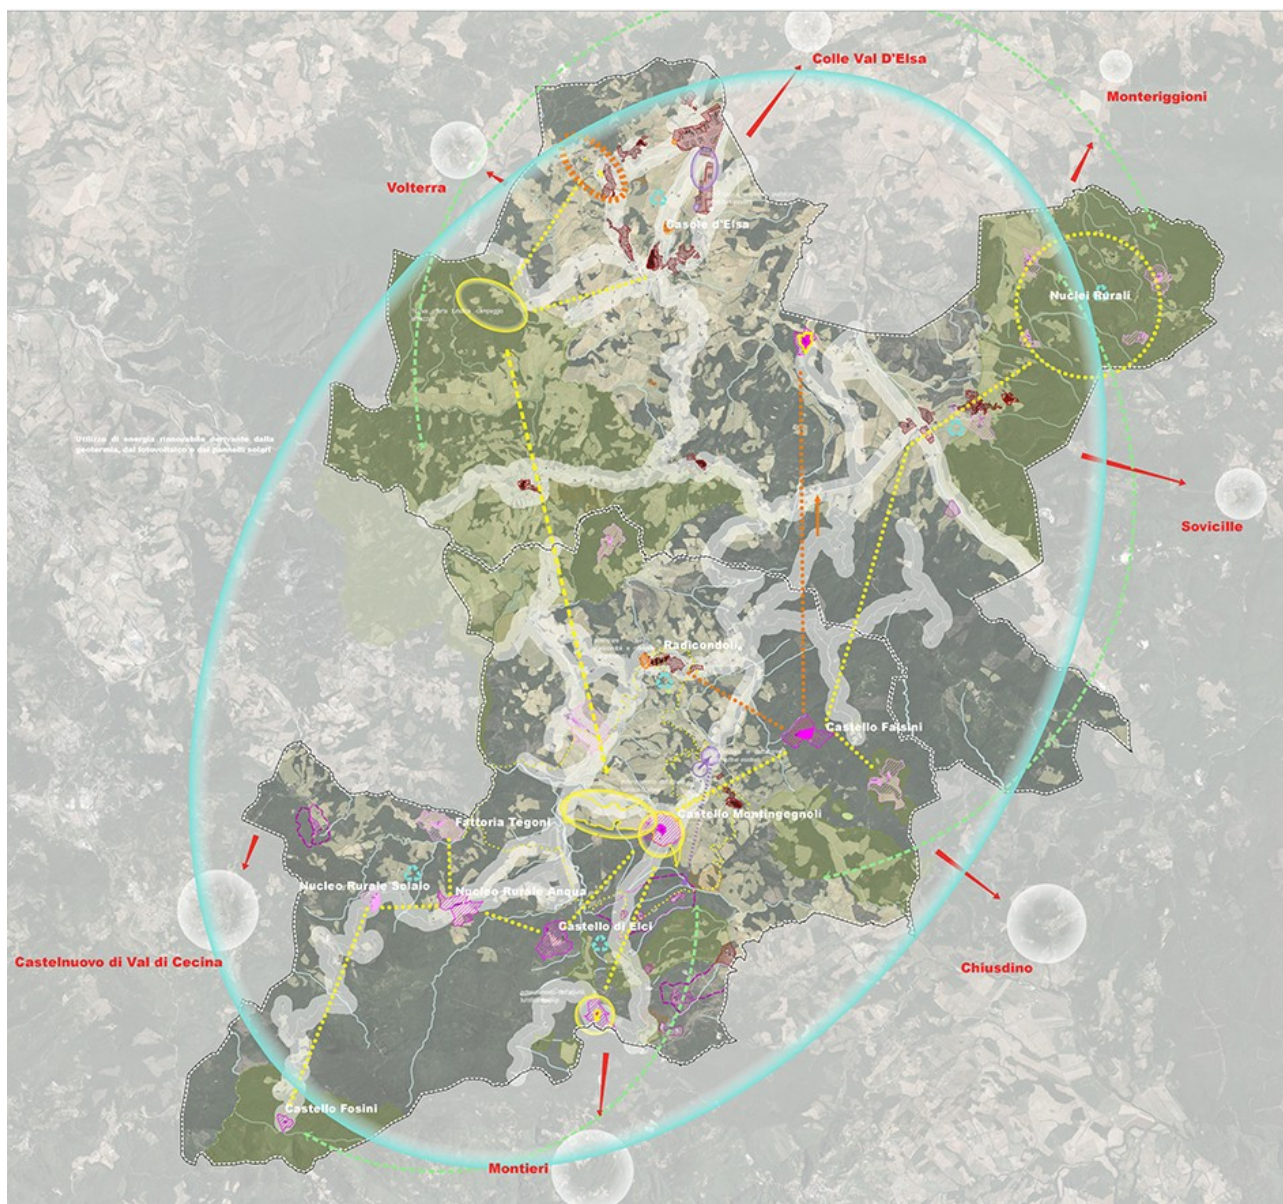 Colle Val D'Elsa
Monteriggioni
Volterra
Casole d'Elsa
Nuclei Rurali
Utilizzo di energia rinnovabile derivante dalla
geotermia, dal fotovoltaico e dai pannelli solari
Sovicille
Radicondoli
Castello Falsini
Castello Montingegnoli
Fattoria Tegoni
Nucleo Rurale Solaio
Nucleo Rurale Anqua
Castello di Elci
Castelnuovo di Val di Cecina
Chiusdino
Castello Fosini
Montieri